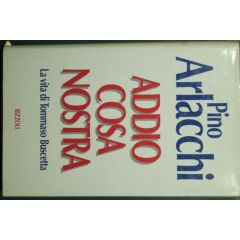 Pino
Arlacchi
ADDIO
COSA
NOSTRA
La vita di Tommaso Buscetta
RIZZOLI